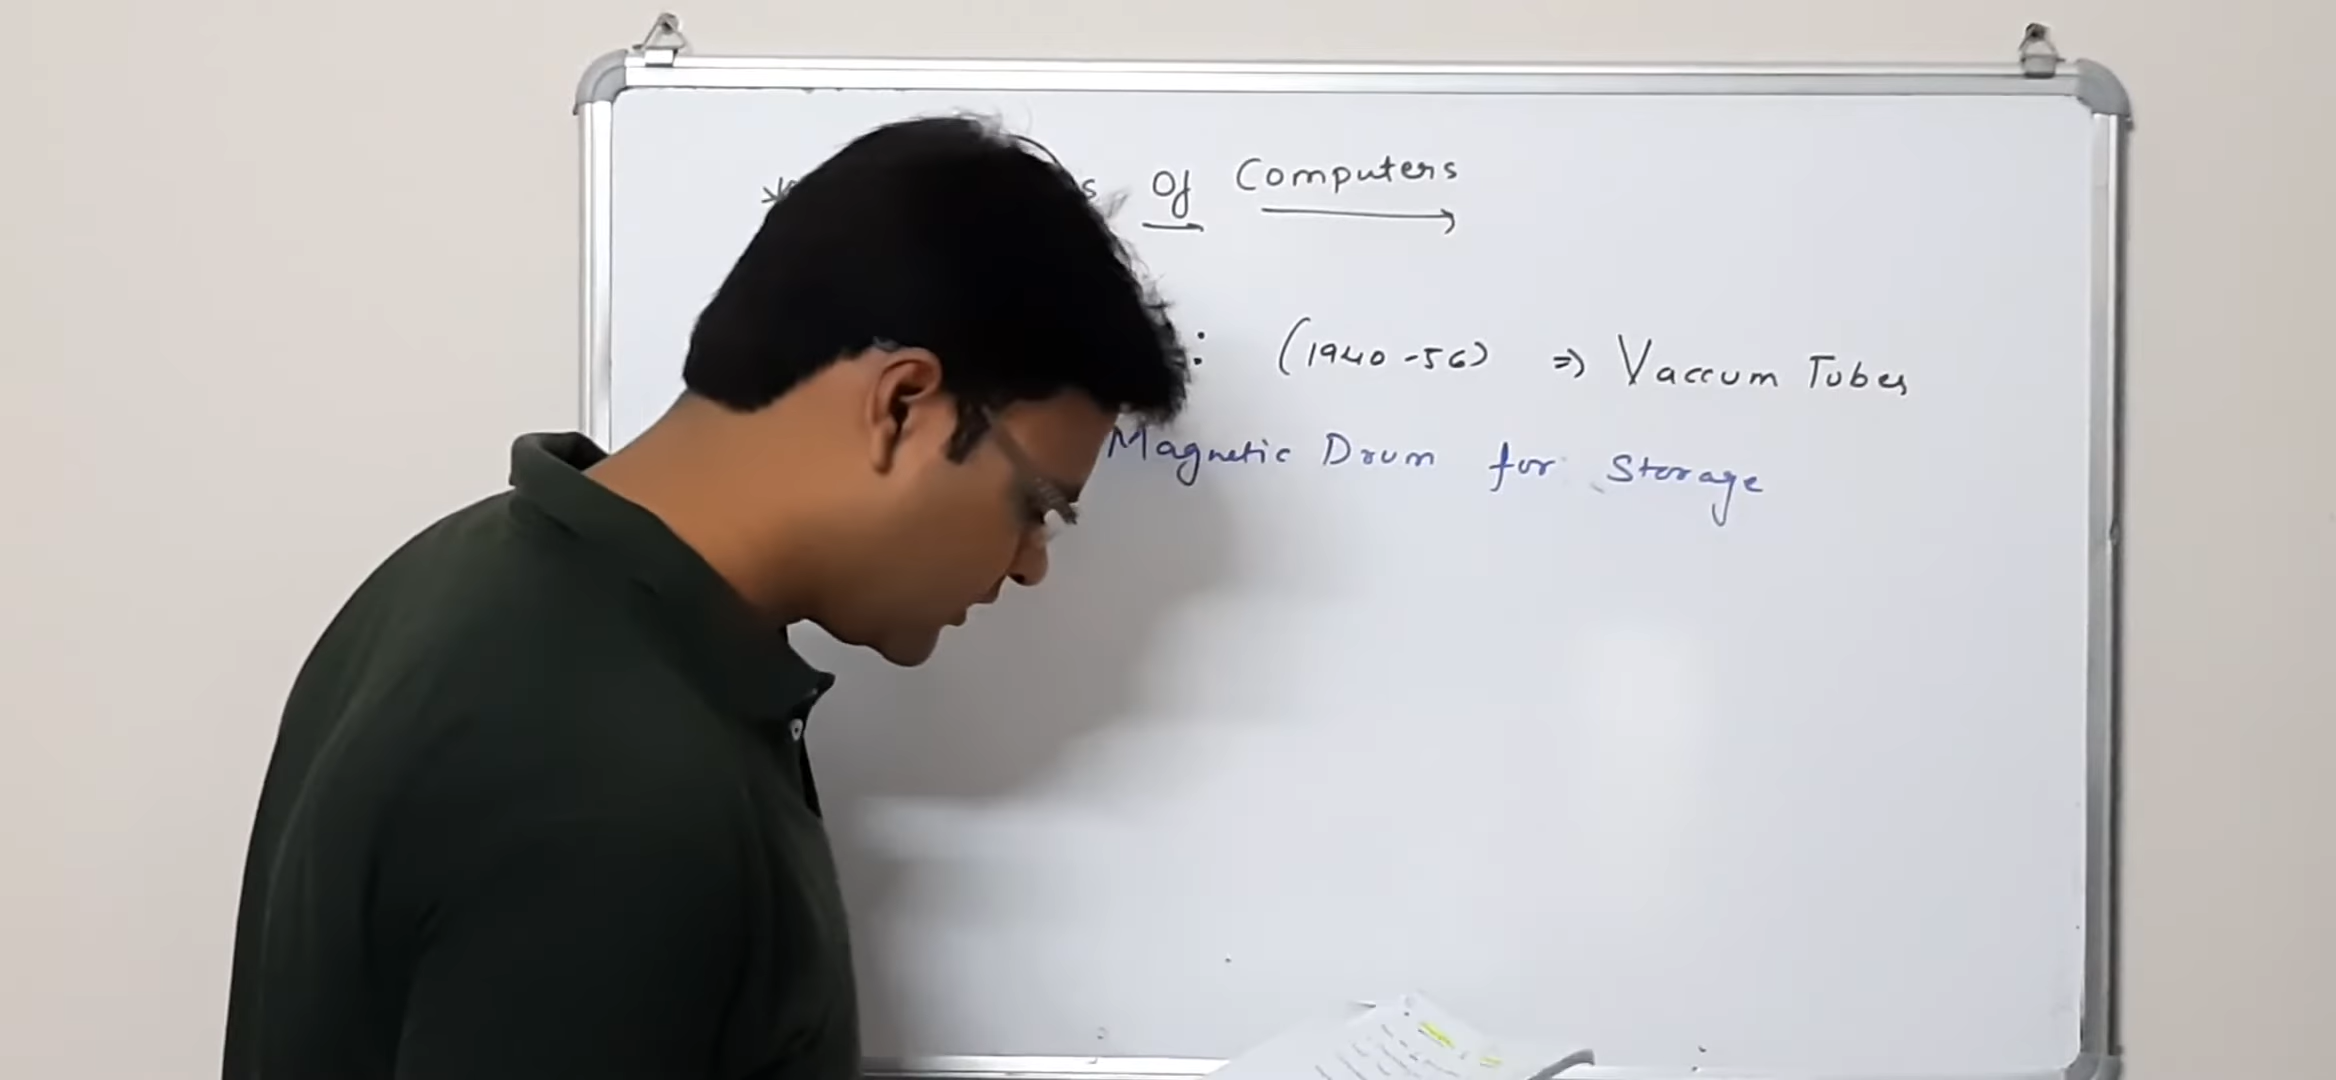 Of Computers
: (1940-56) => Vaccum Tubes
Magnetic Drum for Storage